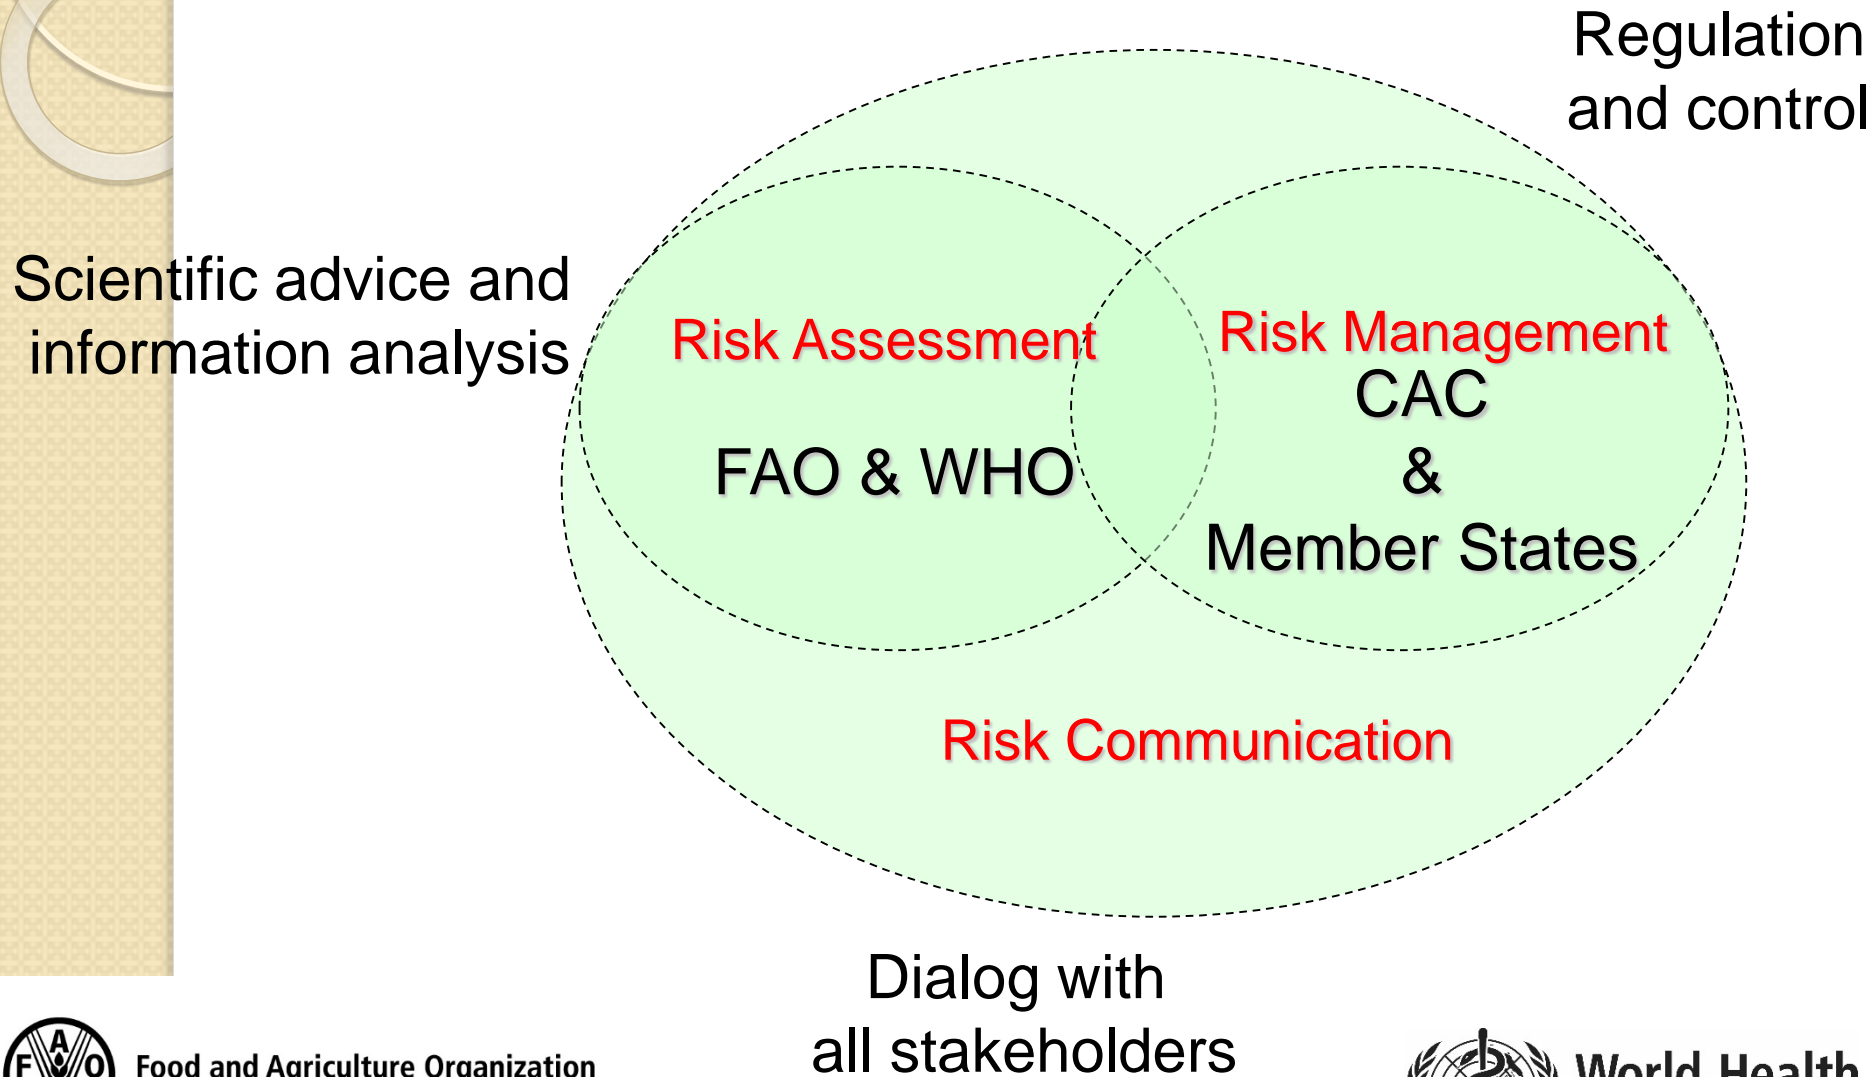 Regulation
and control
Scientific advice and
information analysis
Risk Assessment
FAO & WHO
Risk Management
CAC
&
Member States
Risk Communication
Dialog with
all stakeholders
F A O
Food and Agriculture Organization
World Health